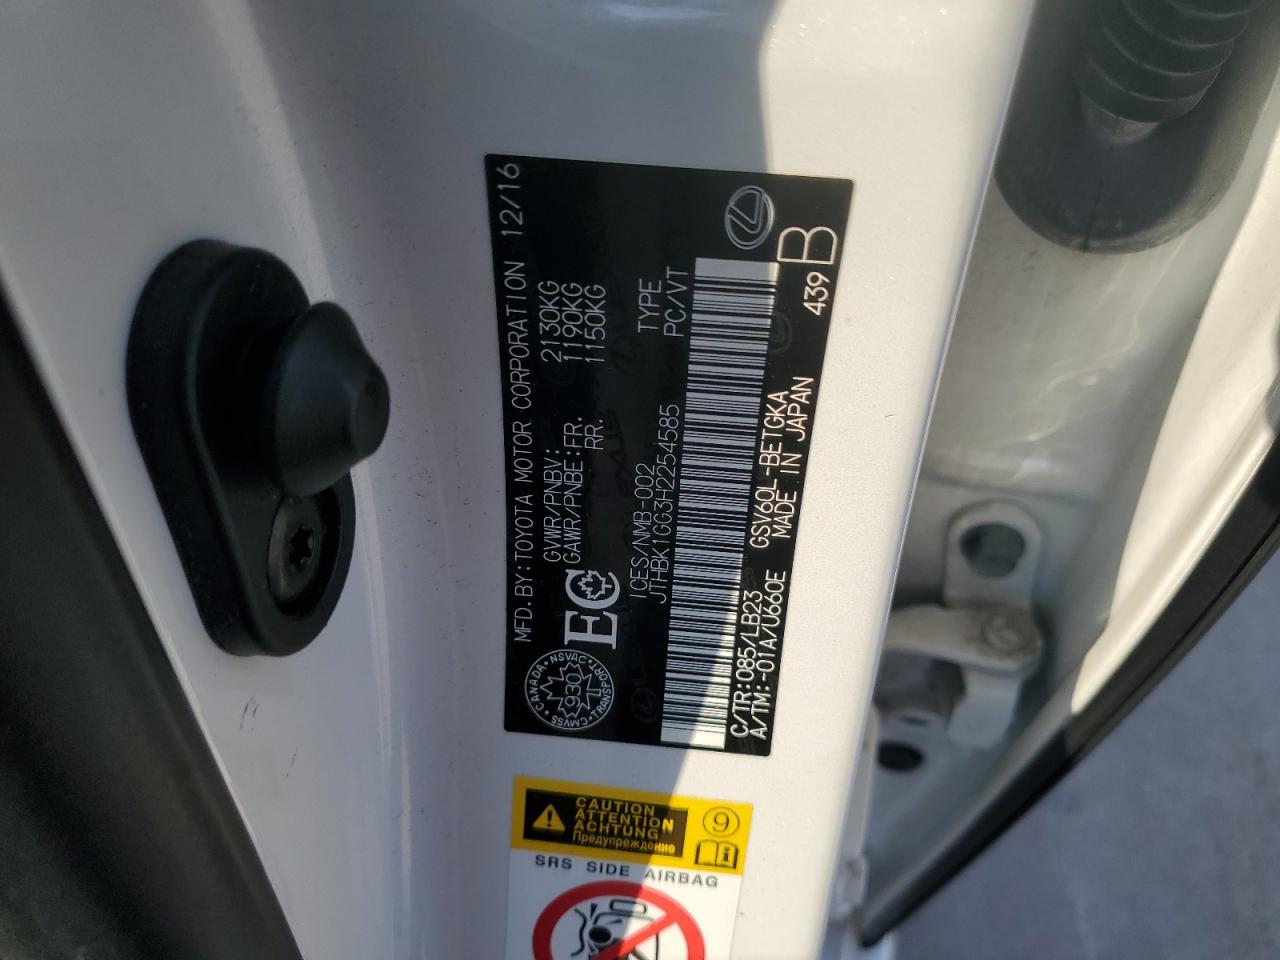 MFD. BY: TOYOTA MOTOR CORPORATION 12/16
GVWR/PNBV: 2130KG
GAWR/PNBE: FR. 1190KG
RR. 1150KG
CANADA • NSVAC • TRANSPORT • CMVSS
930
EC
ICES/NMB-002 TYPE
JTHBK1GG3H2254585 PC/VT
C/TR:085/LB23 GSV60L-BETGKA 439 B
A/TM:-01A/U660E MADE IN JAPAN
CAUTION
ATTENTION
ACHTUNG
Предупреждение
9
i
SRS SIDE AIRBAG